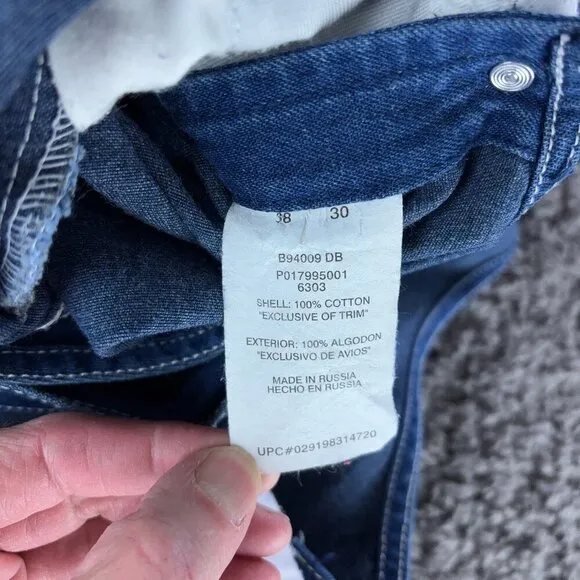 38 30
B94009 DB
P017995001
6303
SHELL: 100% COTTON
"EXCLUSIVE OF TRIM"
EXTERIOR: 100% ALGODON
"EXCLUSIVO DE AVIOS"
MADE IN RUSSIA
HECHO EN RUSSIA
UPC#029198314720